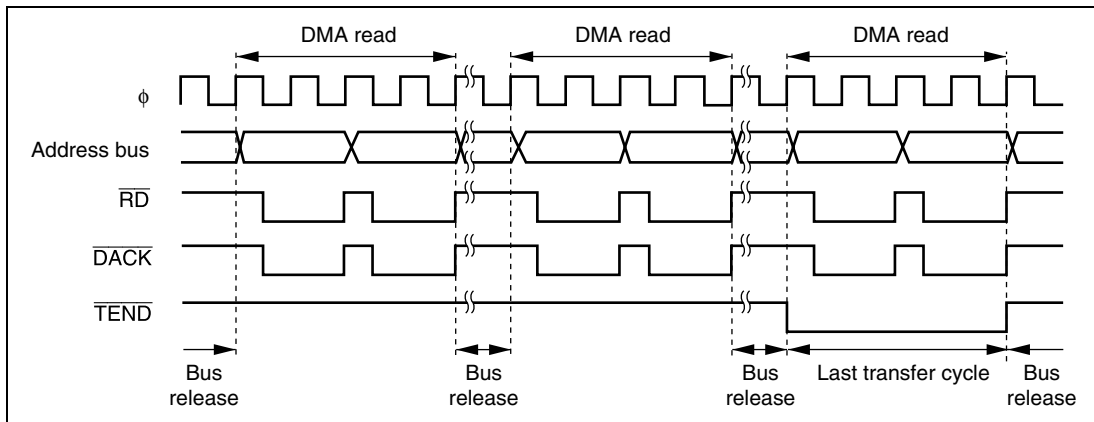 DMA read DMA read DMA read
ϕ
Address bus
RD
DACK
TEND
Bus release Bus release Bus release Last transfer cycle Bus release